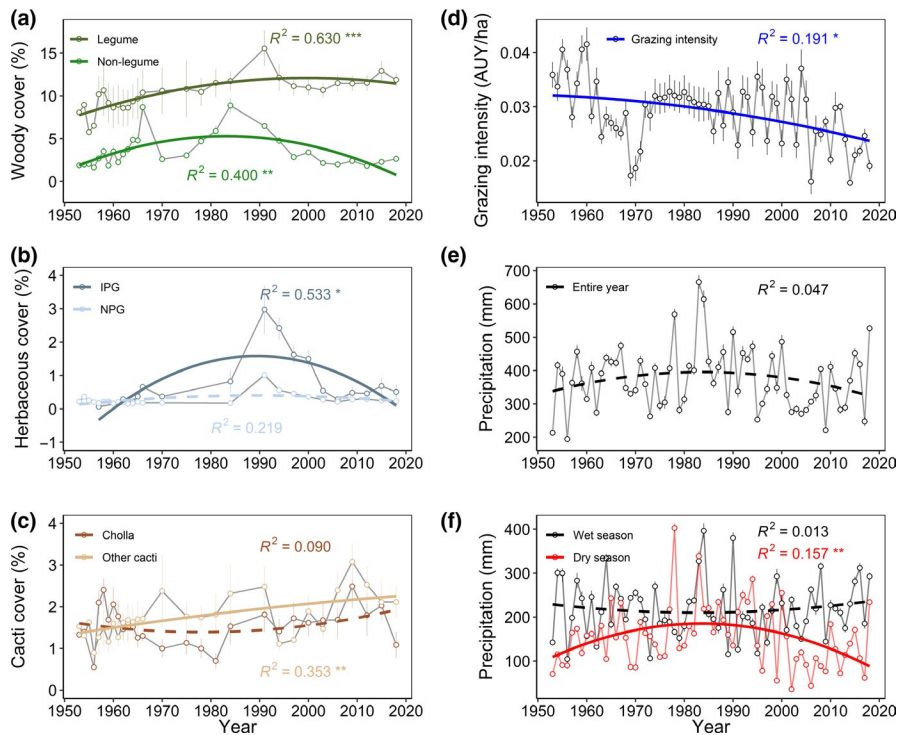 (a)
Woody cover (%)
15
10
5
0
Legume
Non-legume
R² = 0.630 ***
R² = 0.400 **
1950 1960 1970 1980 1990 2000 2010 2020
(b)
Herbaceous cover (%)
4
3
2
1
0
−1
IPG
NPG
R² = 0.533 *
R² = 0.219
1950 1960 1970 1980 1990 2000 2010 2020
(c)
Cacti cover (%)
4
3
2
1
0
Cholla
Other cacti
R² = 0.090
R² = 0.353 **
1950 1960 1970 1980 1990 2000 2010 2020
Year
(d)
Grazing intensity (AUY/ha)
0.04
0.03
0.02
Grazing intensity
R² = 0.191 *
1950 1960 1970 1980 1990 2000 2010 2020
(e)
Precipitation (mm)
700
600
500
400
300
200
Entire year
R² = 0.047
1950 1960 1970 1980 1990 2000 2010 2020
(f)
Precipitation (mm)
400
300
200
100
Wet season
Dry season
R² = 0.013
R² = 0.157 **
1950 1960 1970 1980 1990 2000 2010 2020
Year